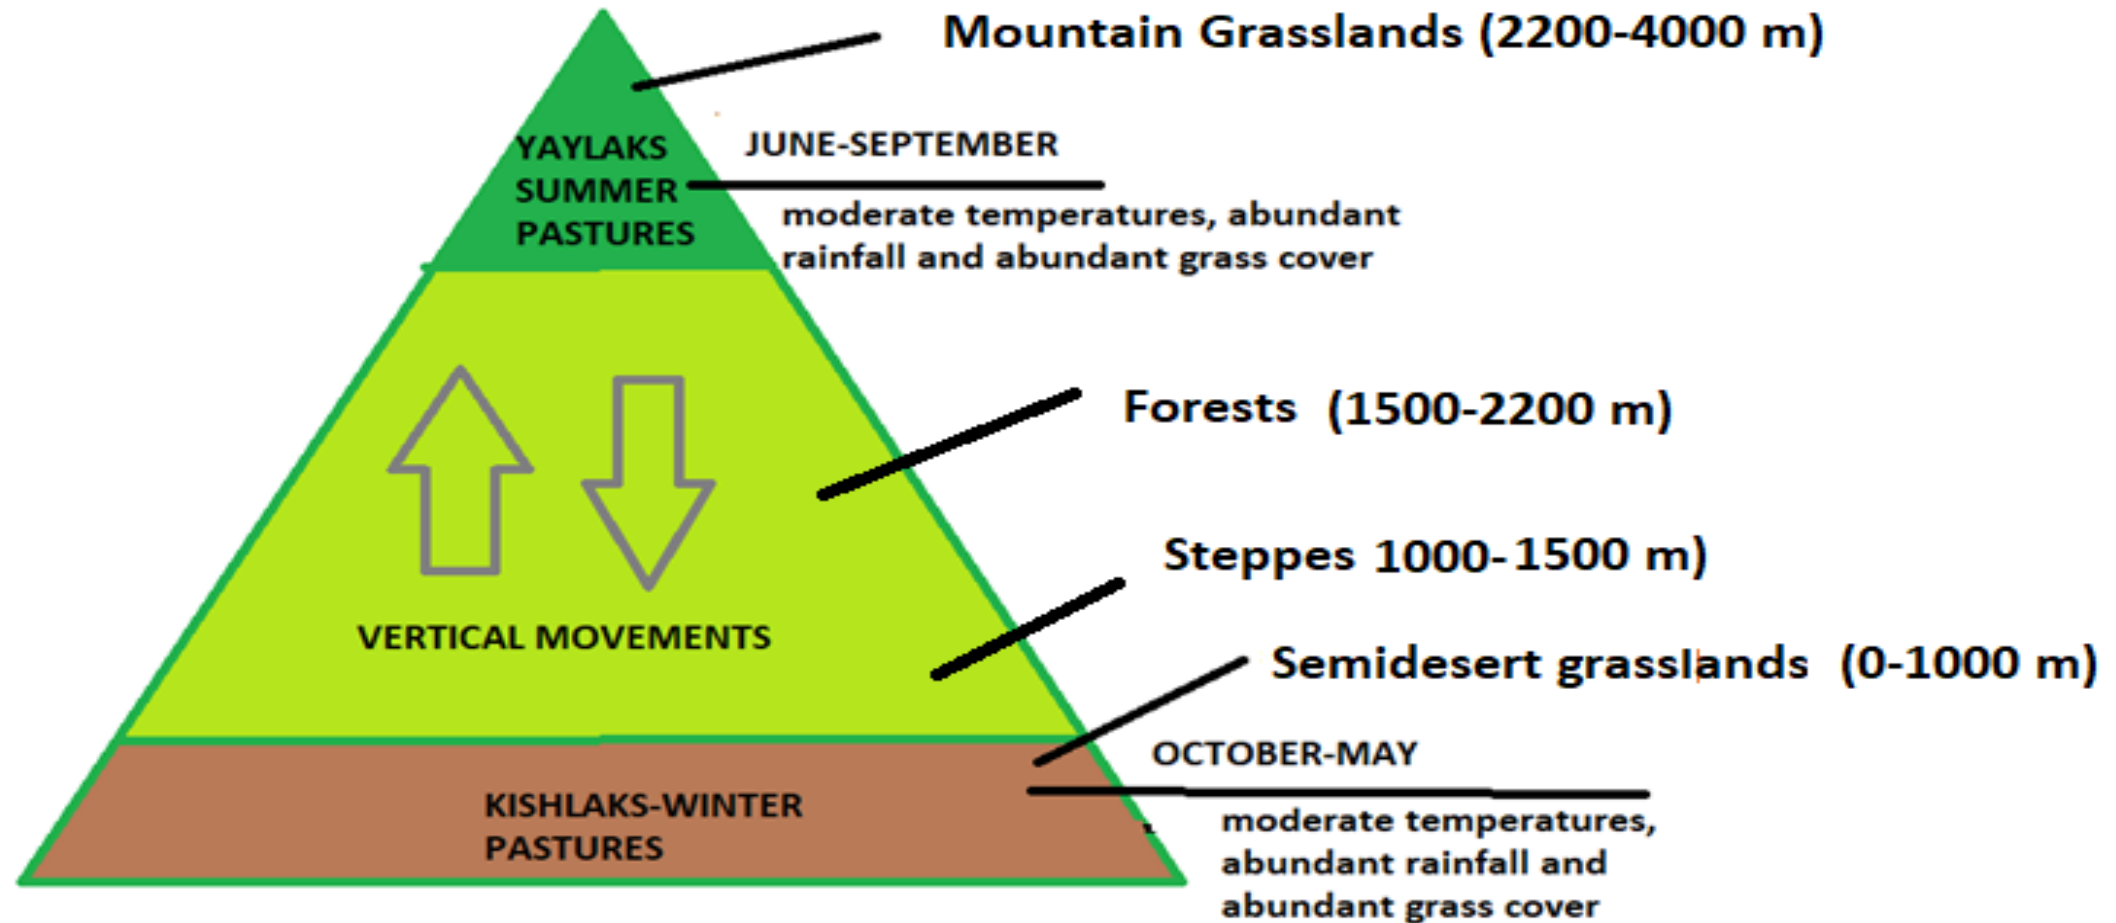 Mountain Grasslands (2200-4000 m)
YAYLAKS
SUMMER
PASTURES
JUNE-SEPTEMBER
moderate temperatures, abundant
rainfall and abundant grass cover
Forests (1500-2200 m)
Steppes 1000-1500 m)
VERTICAL MOVEMENTS
Semidesert grasslands (0-1000 m)
OCTOBER-MAY
KISHLAKS-WINTER
PASTURES
moderate temperatures,
abundant rainfall and
abundant grass cover